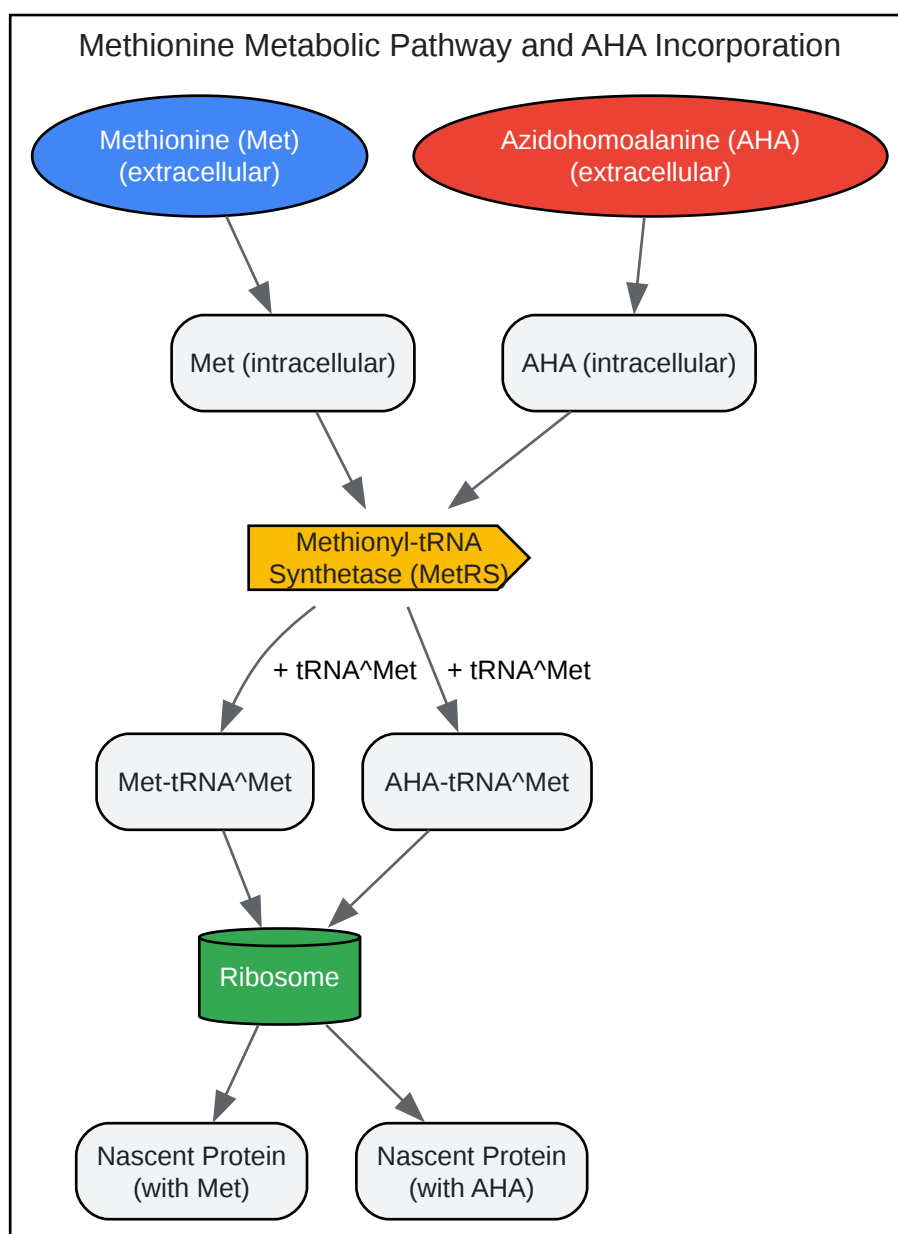 Methionine Metabolic Pathway and AHA Incorporation
Methionine (Met)
(extracellular)
Azidohomoalanine (AHA)
(extracellular)
Met (intracellular)
AHA (intracellular)
Methionyl-tRNA
Synthetase (MetRS)
+ tRNA^Met
+ tRNA^Met
Met-tRNA^Met
AHA-tRNA^Met
Ribosome
Nascent Protein
(with Met)
Nascent Protein
(with AHA)